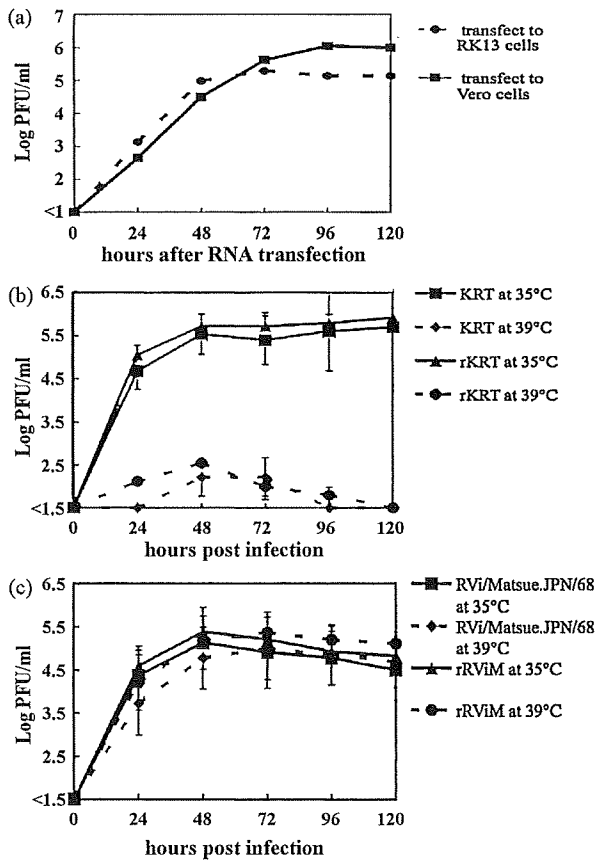 (a)
Log PFU/ml
7
6
5
4
3
2
<1
0 24 48 72 96 120
hours after RNA transfection
transfect to
RK13 cells
transfect to
Vero cells
(b)
Log PFU/ml
6.5
5.5
4.5
3.5
2.5
<1.5
0 24 48 72 96 120
hours post infection
KRT at 35°C
KRT at 39°C
rKRT at 35°C
rKRT at 39°C
(c)
Log PFU/ml
6.5
5.5
4.5
3.5
2.5
<1.5
0 24 48 72 96 120
hours post infection
RVi/Matsue.JPN/68
at 35°C
RVi/Matsue.JPN/68
at 39°C
rRViM at 35°C
rRViM at 39°C